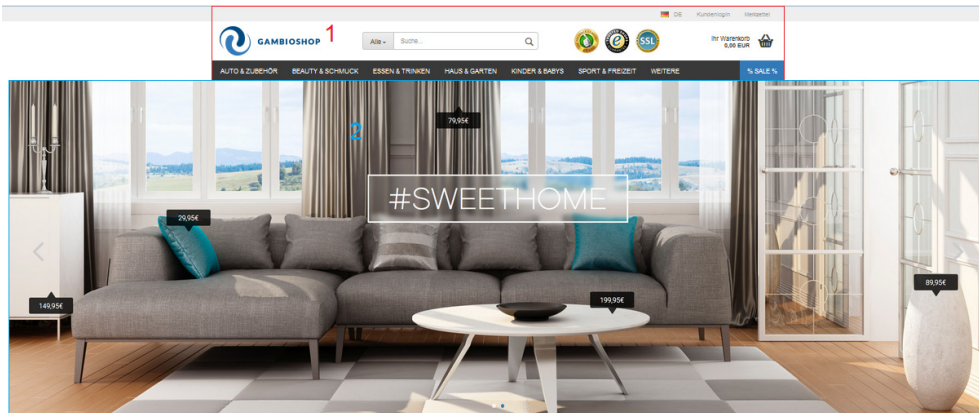 DE Kundenlogin Merkzettel
GAMBIOSHOP
1
Alle
Suche...
SSL
Ihr Warenkorb
0,00 EUR
AUTO & ZUBEHÖR BEAUTY & SCHMUCK ESSEN & TRINKEN HAUS & GARTEN KINDER & BABYS SPORT & FREIZEIT WEITERE % SALE %
2
79,95€
#SWEETHOME
29,95€
149,95€
199,95€
89,95€